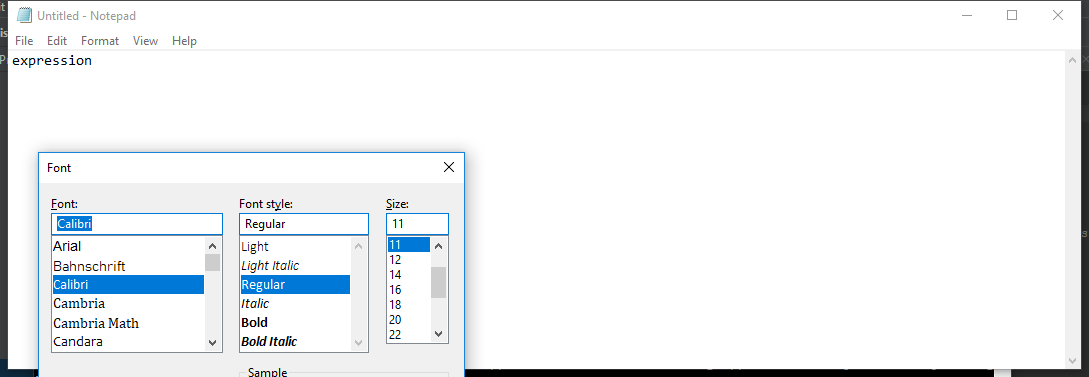 Untitled - Notepad
File Edit Format View Help
expression
Font
Font: Font style: Size:
Calibri Regular 11
Arial Light 11
Bahnschrift Light Italic 12
Calibri Regular 14
Cambria Italic 16
Cambria Math Bold 18
Candara Bold Italic 20
22
Sample